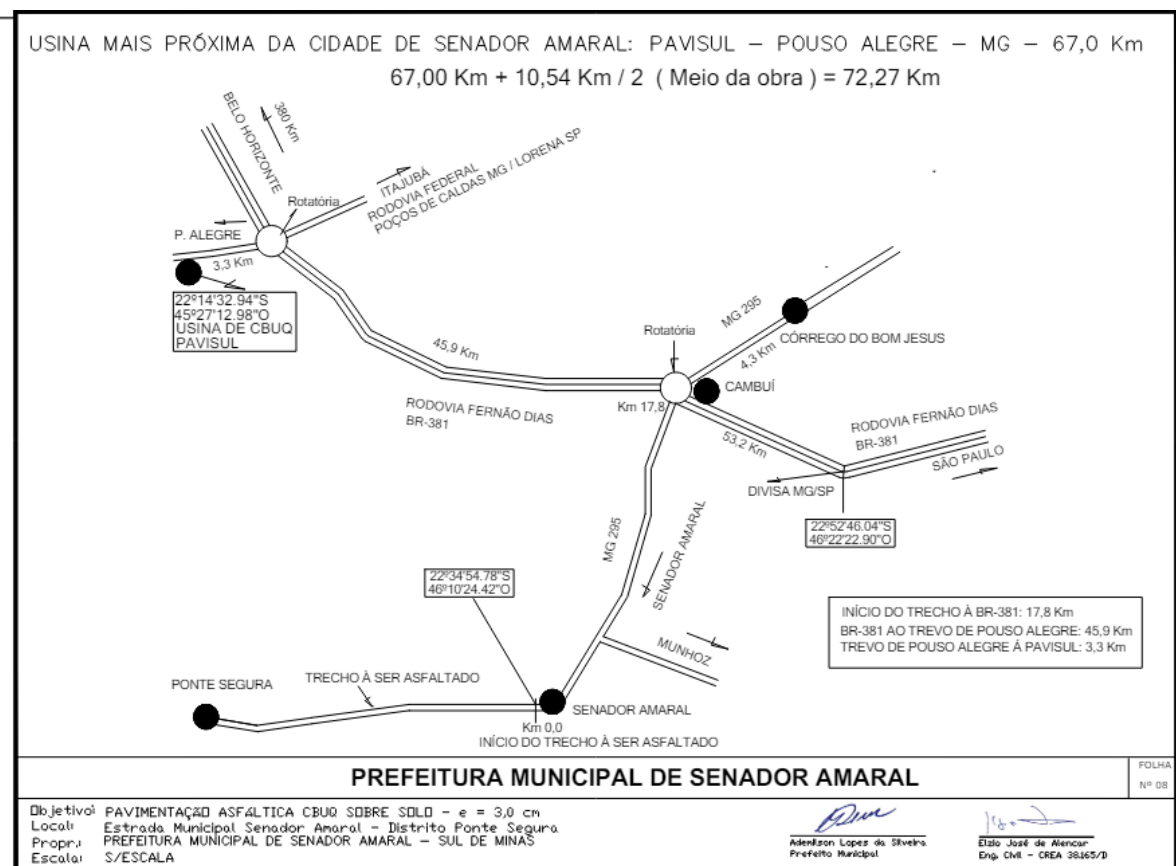 USINA MAIS PRÓXIMA DA CIDADE DE SENADOR AMARAL: PAVISUL – POUSO ALEGRE – MG – 67,0 Km
67,00 Km + 10,54 Km / 2 ( Meio da obra ) = 72,27 Km
BELO HORIZONTE
380 Km
ITAJUBÁ
RODOVIA FEDERAL
POÇOS DE CALDAS MG / LORENA SP
Rotatória
P. ALEGRE
3,3 Km
22º14'32.94"S
45º27'12.98"O
USINA DE CBUQ
PAVISUL
45,9 Km
RODOVIA FERNÃO DIAS
BR-381
Rotatória
MG 295
4,3 Km
CÓRREGO DO BOM JESUS
CAMBUÍ
Km 17,8
53,2 Km
RODOVIA FERNÃO DIAS
BR-381
SÃO PAULO
DIVISA MG/SP
22º52'46.04"S
46º22'22.90"O
MG 295
SENADOR AMARAL
22º34'54.78"S
46º10'24.42"O
MUNHOZ
INÍCIO DO TRECHO À BR-381: 17,8 Km
BR-381 AO TREVO DE POUSO ALEGRE: 45,9 Km
TREVO DE POUSO ALEGRE Á PAVISUL: 3,3 Km
PONTE SEGURA
TRECHO À SER ASFALTADO
SENADOR AMARAL
Km 0,0
INÍCIO DO TRECHO À SER ASFALTADO
PREFEITURA MUNICIPAL DE SENADOR AMARAL
FOLHA
Nº 08
Objetivo: PAVIMENTAÇÃO ASFÁLTICA CBUQ SOBRE SOLO – e = 3,0 cm
Local: Estrada Municipal Senador Amaral – Distrito Ponte Segura
Propr.: PREFEITURA MUNICIPAL DE SENADOR AMARAL – SUL DE MINAS
Escala: S/ESCALA
Ademilson Lopes da Silveira
Prefeito Municipal
Elzio José de Alencar
Eng. Civil – CREA 38.165/D